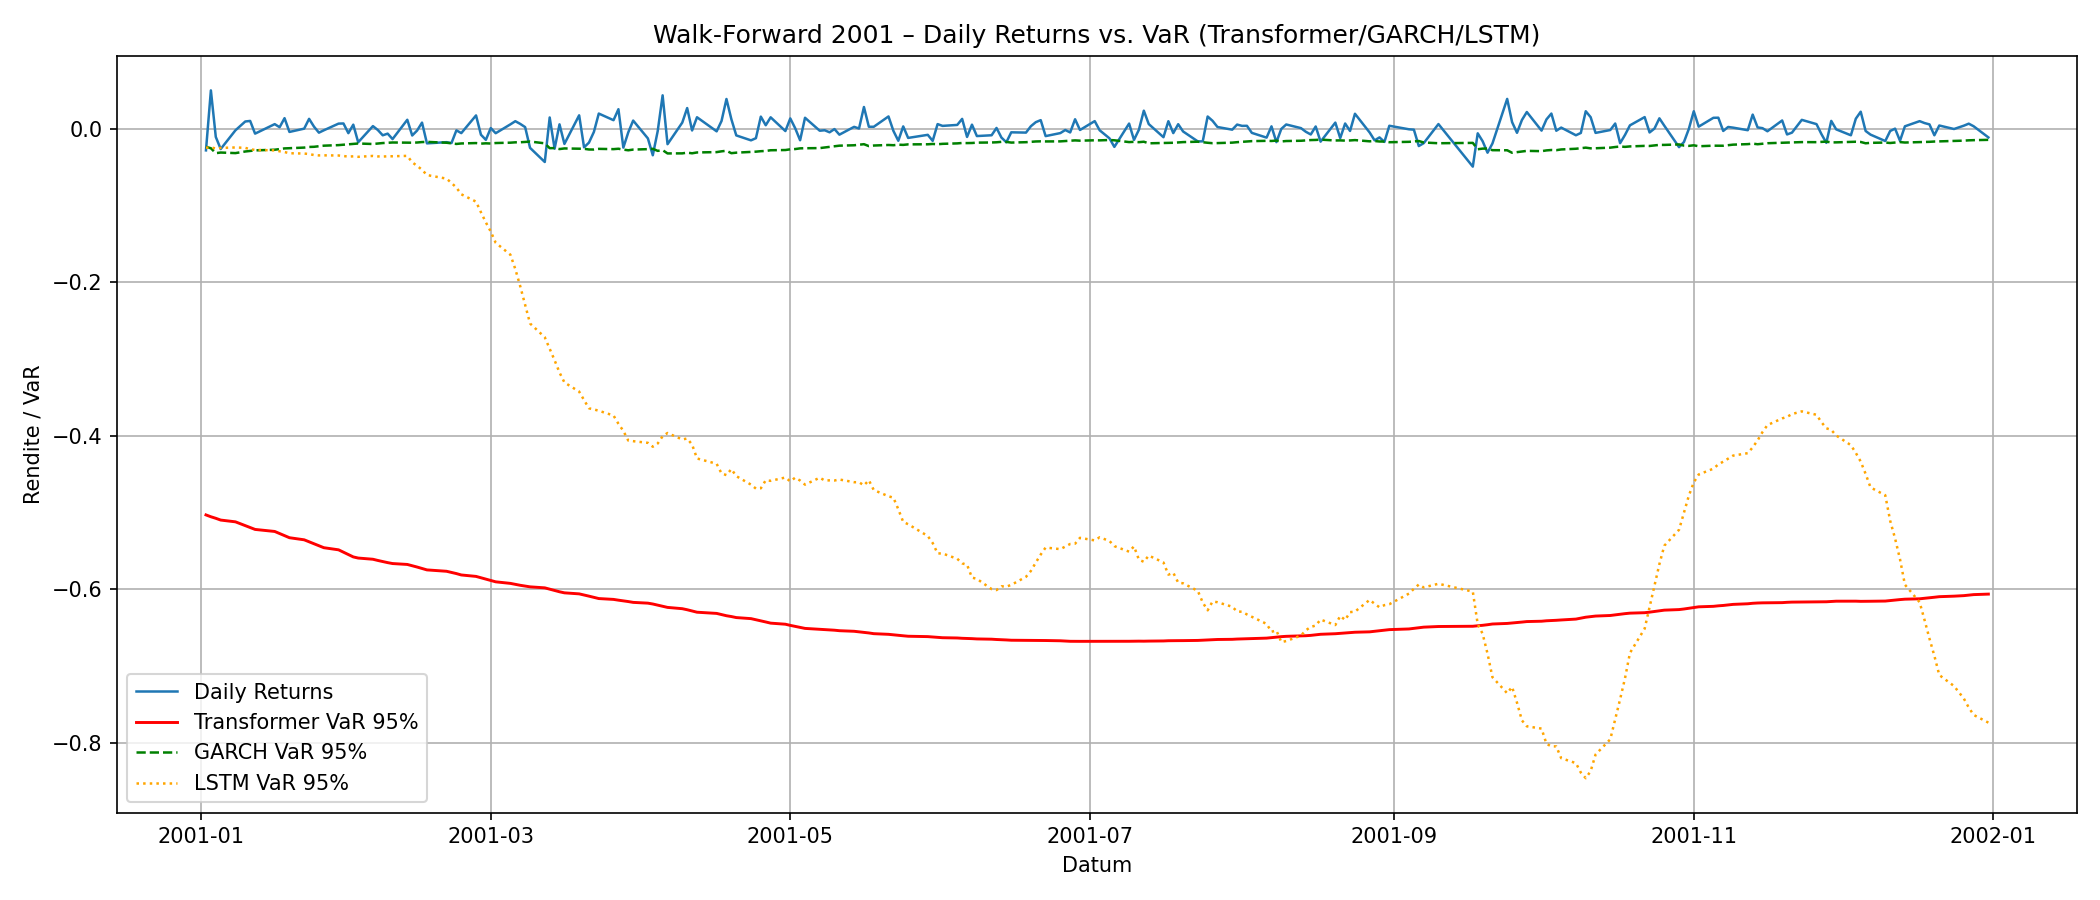 Walk-Forward 2001 – Daily Returns vs. VaR (Transformer/GARCH/LSTM)
Rendite / VaR
0.0
−0.2
−0.4
−0.6
−0.8
Daily Returns
Transformer VaR 95%
GARCH VaR 95%
LSTM VaR 95%
2001-01 2001-03 2001-05 2001-07 2001-09 2001-11 2002-01
Datum